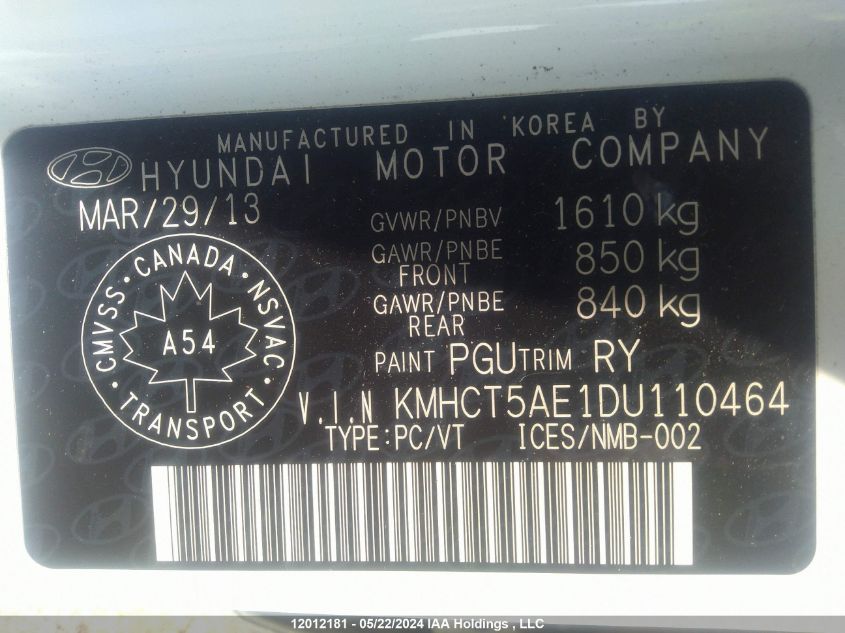 MANUFACTURED IN KOREA BY
HYUNDAI MOTOR COMPANY
MAR/29/13
GVWR/PNBV 1610 kg
GAWR/PNBE FRONT 850 kg
GAWR/PNBE REAR 840 kg
CANADA • NSVAC • TRANSPORT • CMVSS •
A54
PAINT PGU TRIM RY
V.I.N KMHCT5AE1DU110464
TYPE:PC/VT ICES/NMB-002
12012181 - 05/22/2024 IAA Holdings , LLC